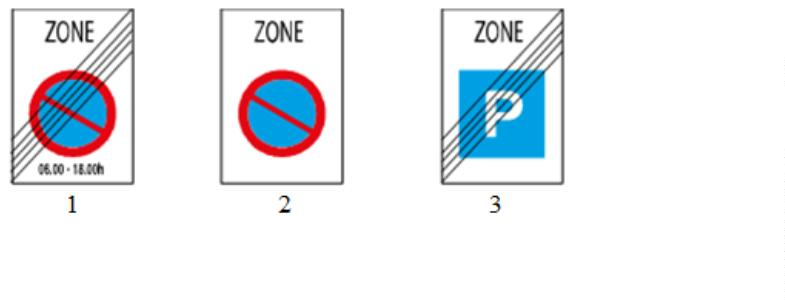 ZONE
06.00 - 18.00h
1
ZONE
2
ZONE
P
3